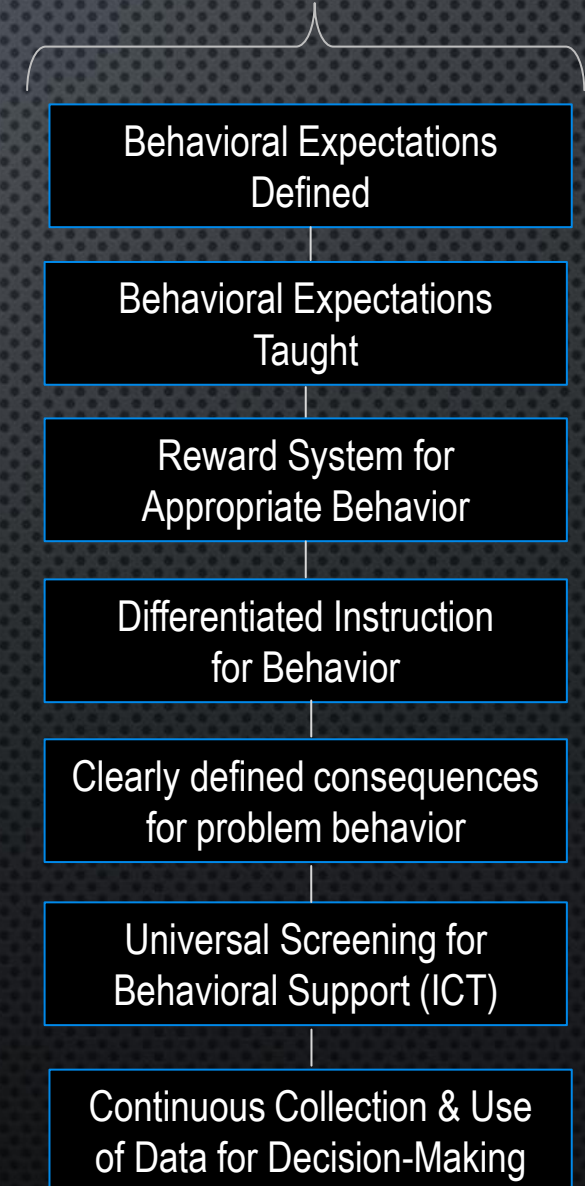 Behavioral Expectations
Defined
Behavioral Expectations
Taught
Reward System for
Appropriate Behavior
Differentiated Instruction
for Behavior
Clearly defined consequences
for problem behavior
Universal Screening for
Behavioral Support (ICT)
Continuous Collection & Use
of Data for Decision-Making